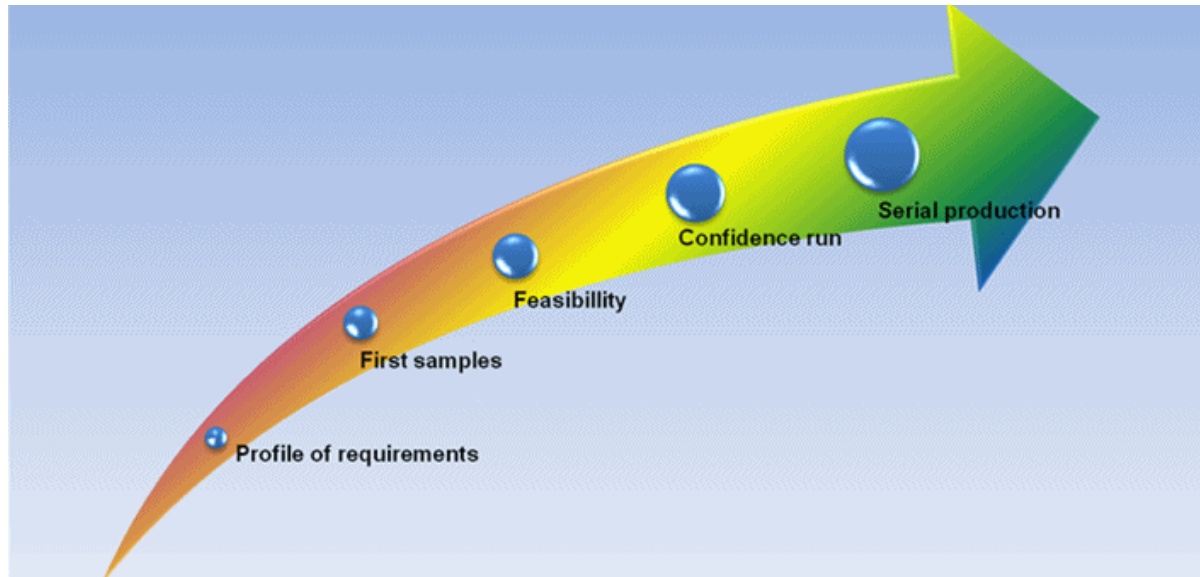 Profile of requirements
First samples
Feasibillity
Confidence run
Serial production